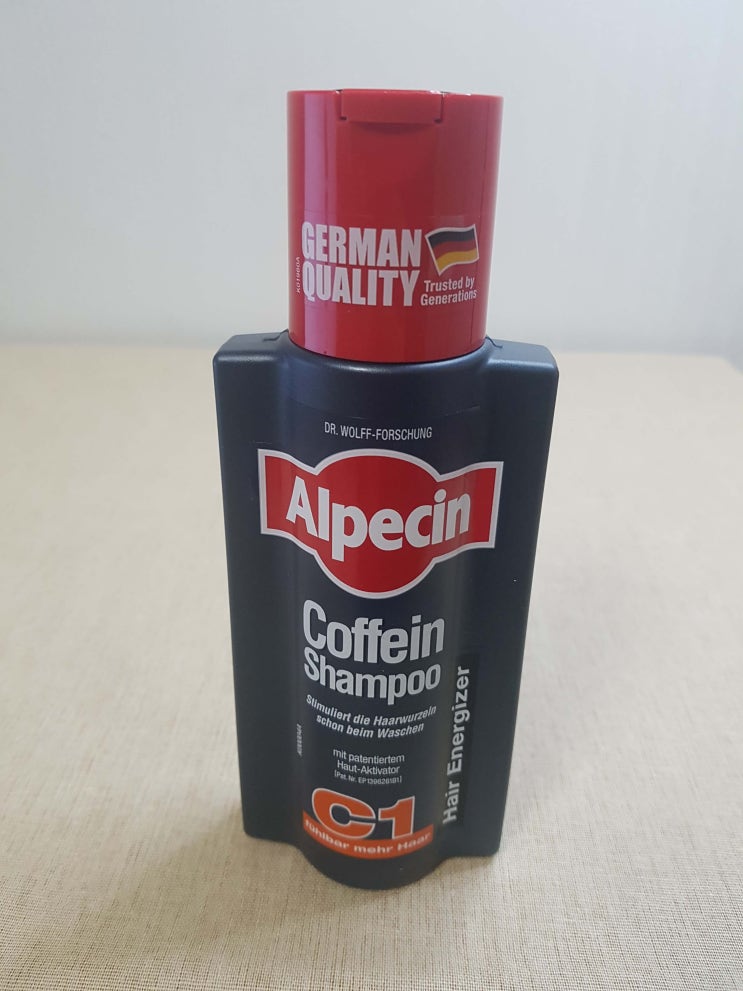 GERMAN
QUALITY
Trusted by
Generations
DR. WOLFF-FORSCHUNG
Alpecin
Coffein
Shampoo
Stimuliert die Haarwurzeln
schon beim Waschen
mit patentiertem
Haut-Aktivator
C1
fühlbar mehr Haar
Hair Energizer